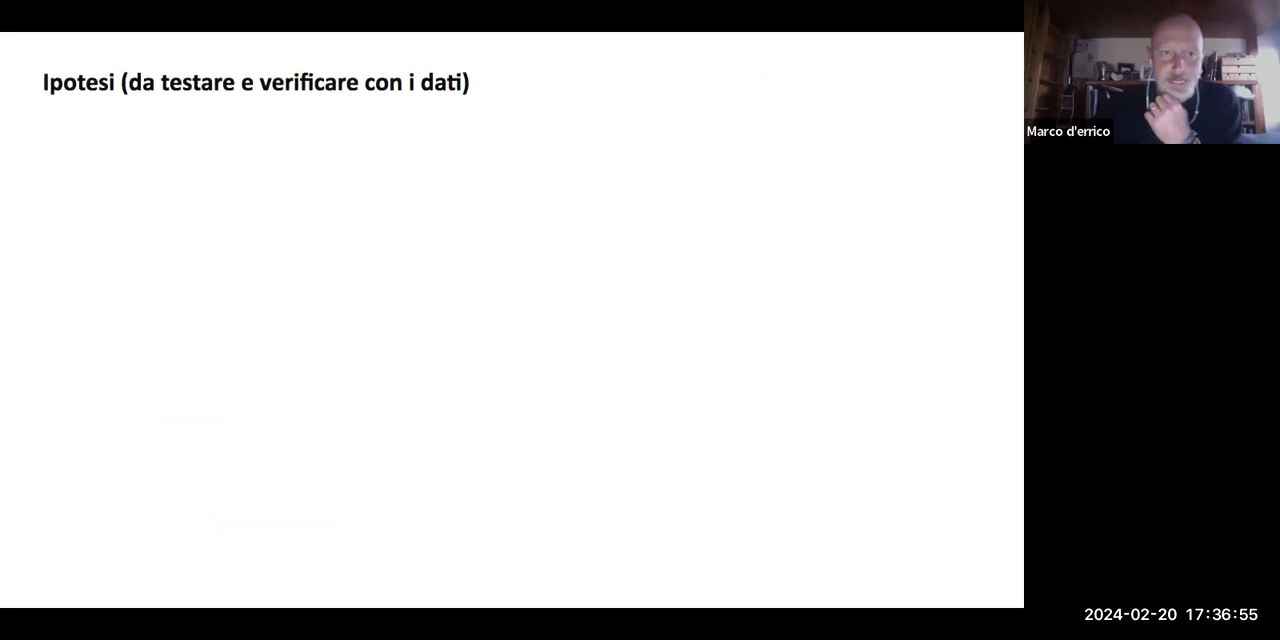 Ipotesi (da testare e verificare con i dati)
Marco d'errico
2024-02-20 17:36:55